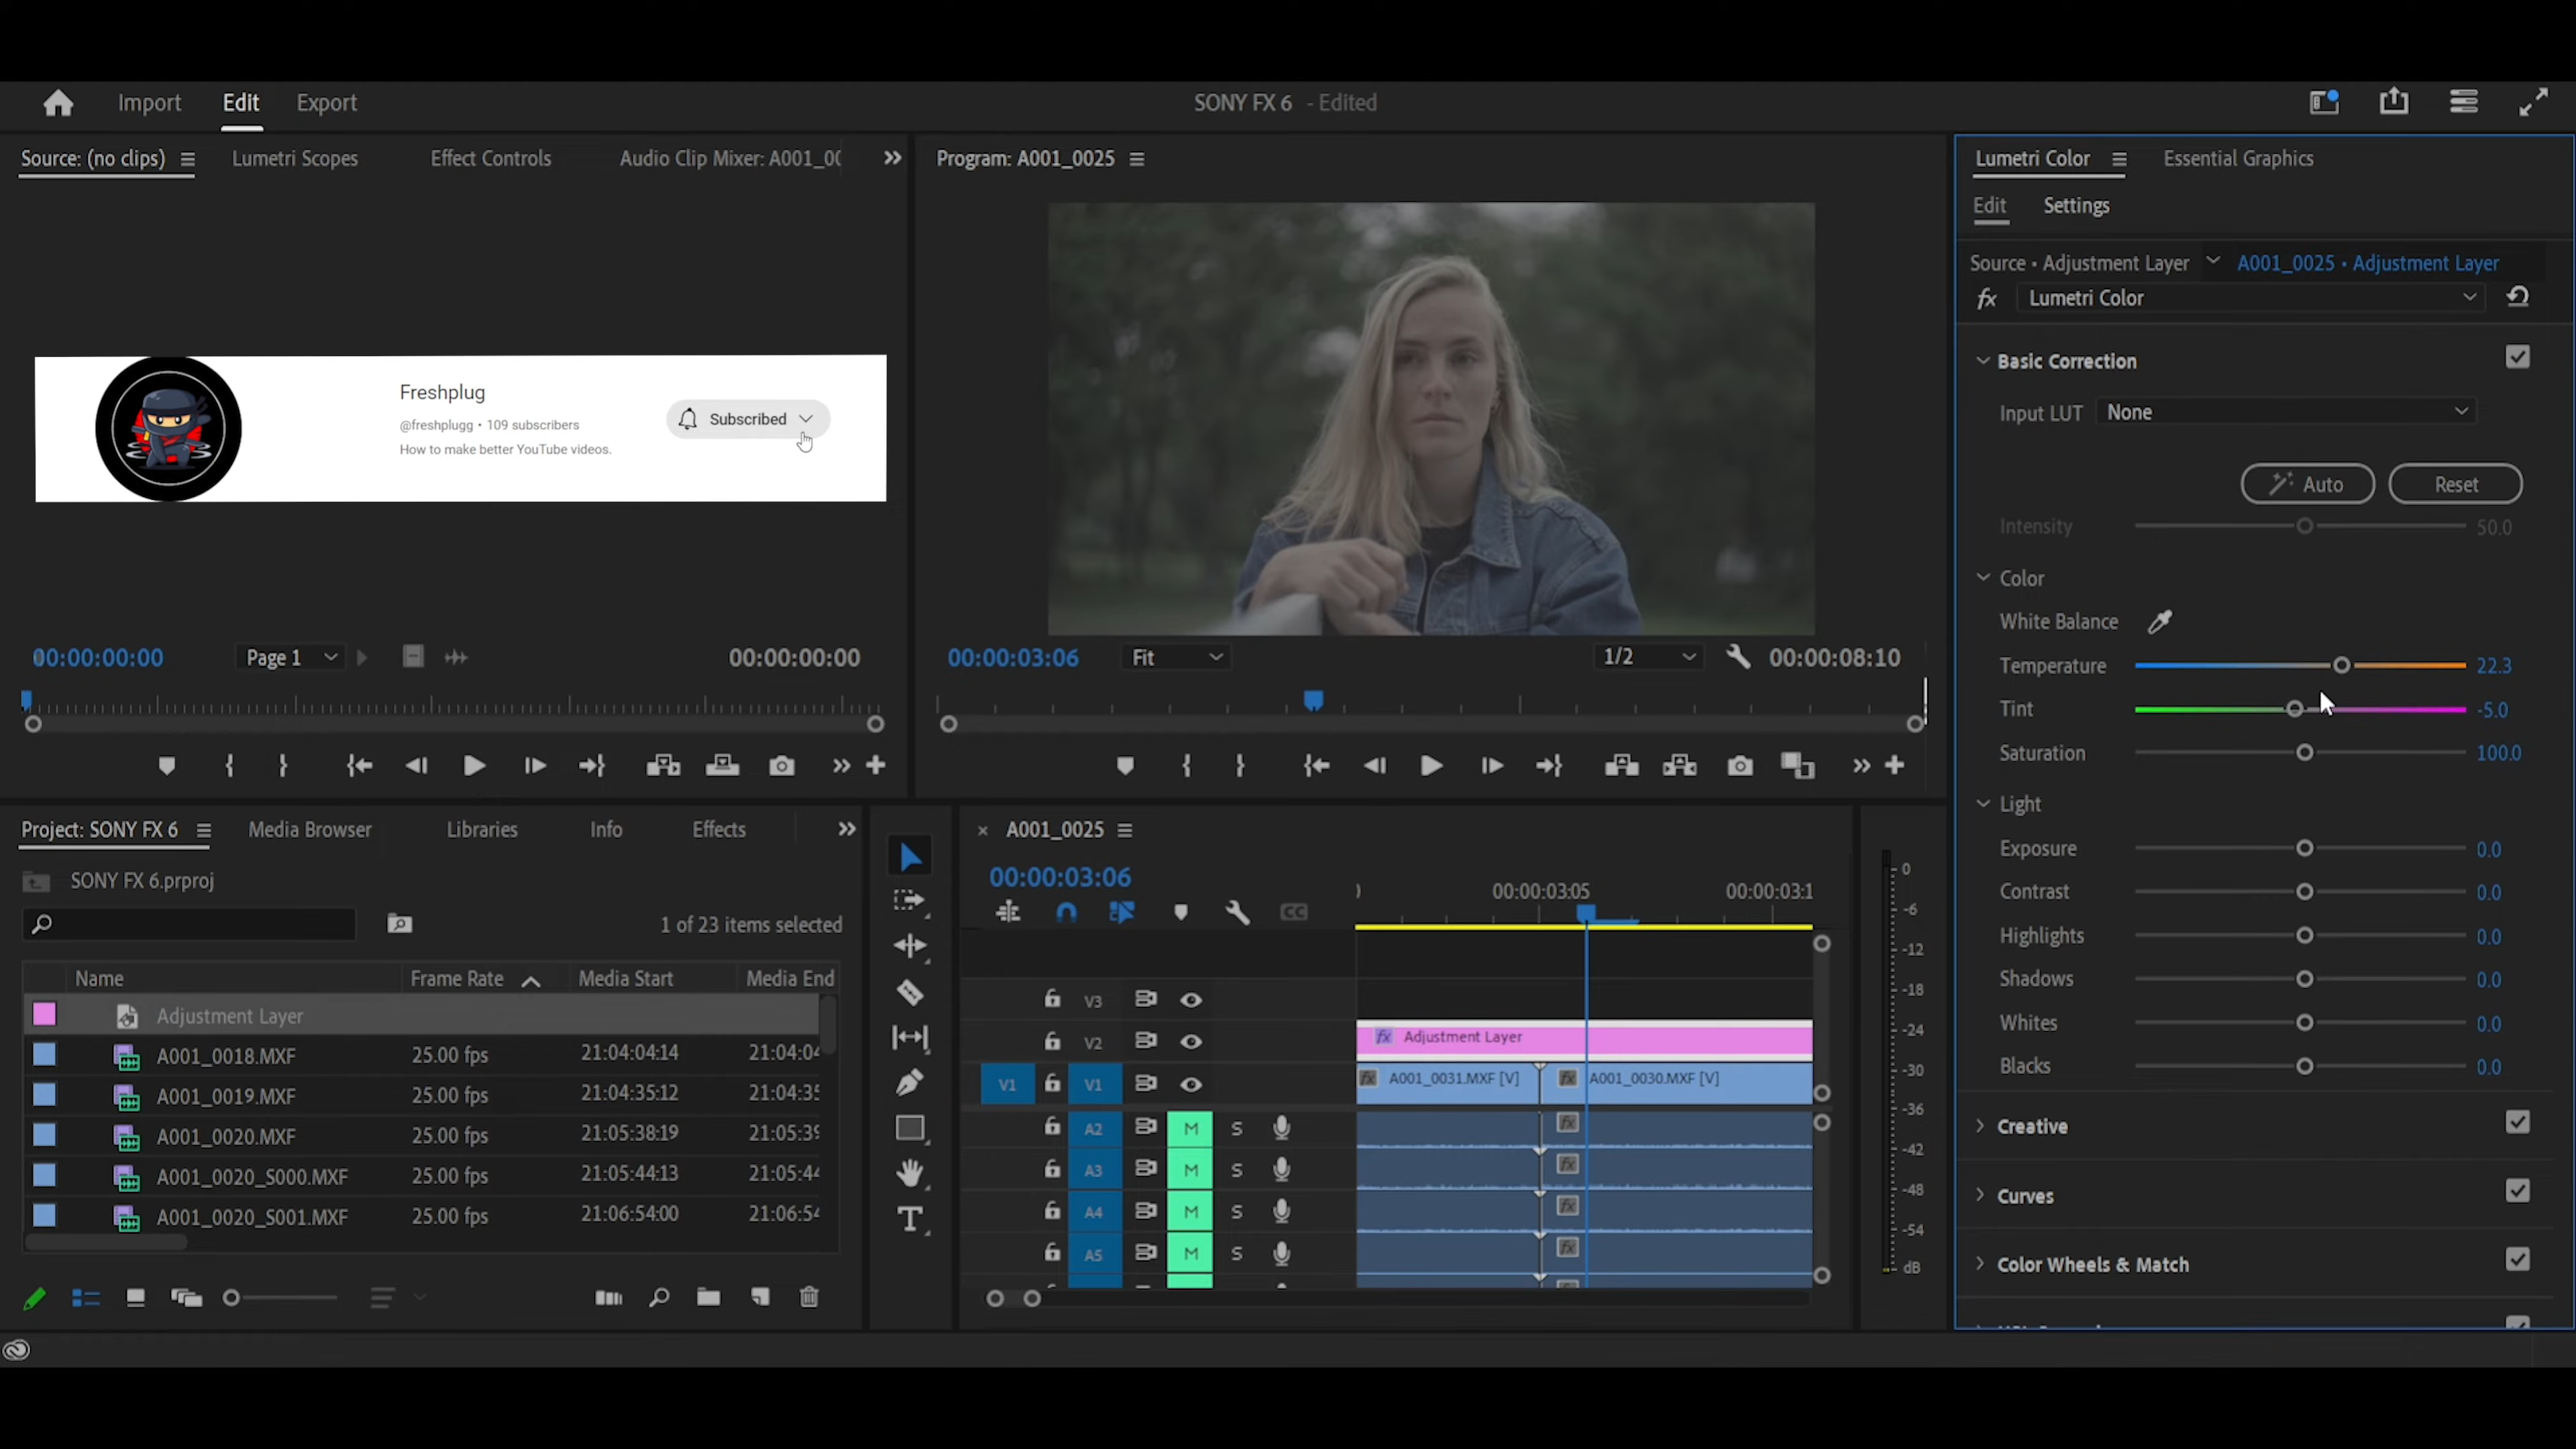 Import Edit Export SONY FX 6 - Edited
Source: (no clips) Lumetri Scopes Effect Controls Audio Clip Mixer: A001_00
Freshplug
@freshplugg • 109 subscribers
How to make better YouTube videos.
Subscribed
00:00:00:00 Page 1 00:00:00:00
Program: A001_0025
00:00:03:06 Fit 1/2 00:00:08:10
Project: SONY FX 6 Media Browser Libraries Info Effects
SONY FX 6.prproj
1 of 23 items selected
Name Frame Rate Media Start Media End
Adjustment Layer
A001_0018.MXF 25.00 fps 21:04:04:14 21:04:04
A001_0019.MXF 25.00 fps 21:04:35:12 21:04:35
A001_0020.MXF 25.00 fps 21:05:38:19 21:05:39
A001_0020_S000.MXF 25.00 fps 21:05:44:13 21:05:44
A001_0020_S001.MXF 25.00 fps 21:06:54:00 21:06:54
T
A001_0025
00:00:03:06
00:00:03:05 00:00:03:1
CC
V3
V2 fx Adjustment Layer
V1 V1 fx A001_0031.MXF [V] fx A001_0030.MXF [V]
A2 M S fx
A3 M S fx
A4 M S fx
A5 M S fx
0
-6
-12
-18
-24
-30
-36
-42
-48
-54
dB
Lumetri Color Essential Graphics
Edit Settings
Source • Adjustment Layer A001_0025 • Adjustment Layer
fx Lumetri Color
Basic Correction
Input LUT None
Auto Reset
Intensity 50.0
Color
White Balance
Temperature 22.3
Tint -5.0
Saturation 100.0
Light
Exposure 0.0
Contrast 0.0
Highlights 0.0
Shadows 0.0
Whites 0.0
Blacks 0.0
Creative
Curves
Color Wheels & Match